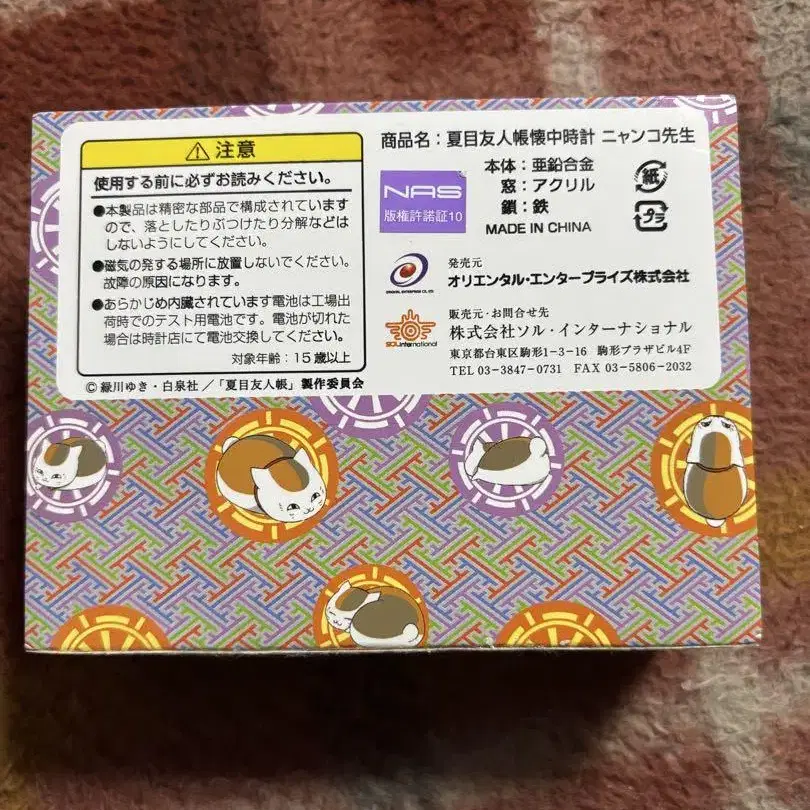 注意
使用する前に必ずお読みください。
●本製品は精密な部品で構成されています
ので、落としたりぶつけたり分解などは
しないようにしてください。
●磁気の発する場所に放置しないでください。
故障の原因になります。
●あらかじめ内臓されています電池は工場出
荷時でのテスト用電池です。電池が切れた
場合は時計店にて電池交換してください。
対象年齢：15歳以上
©緑川ゆき・白泉社／「夏目友人帳」製作委員会
商品名：夏目友人帳懐中時計 ニャンコ先生
NAS
版権許諾証10
本体：亜鉛合金
窓：アクリル
鎖：鉄
MADE IN CHINA
紙
プラ
発売元
オリエンタル・エンタープライズ株式会社
ORIENTAL ENTERPRISE CO., LTD
販売元・お問合せ先
株式会社ソル・インターナショナル
SOL international
東京都台東区駒形1-3-16 駒形プラザビル4F
TEL 03-3847-0731 FAX 03-5806-2032